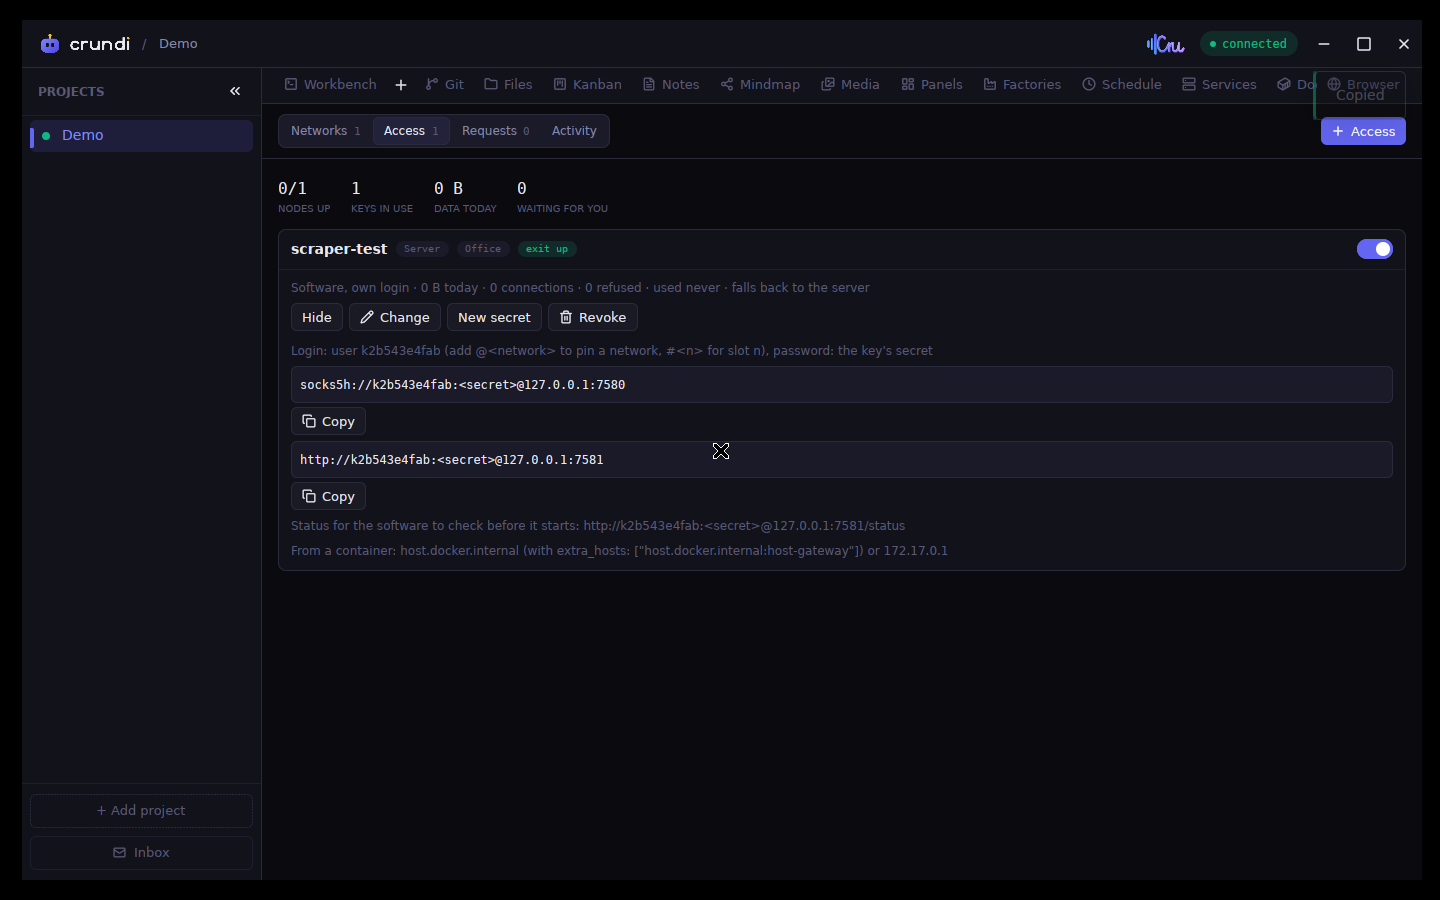 crundi / Demo
Cru
connected
PROJECTS
Workbench
Git
Files
Kanban
Notes
Mindmap
Media
Panels
Factories
Schedule
Services
Do
Browser
Copied
Demo
Networks 1
Access 1
Requests 0
Activity
+ Access
0/1
NODES UP
1
KEYS IN USE
0 B
DATA TODAY
0
WAITING FOR YOU
scraper-test Server Office exit up
Software, own login · 0 B today · 0 connections · 0 refused · used never · falls back to the server
Hide
Change
New secret
Revoke
Login: user k2b543e4fab (add @<network> to pin a network, #<n> for slot n), password: the key's secret
socks5h://k2b543e4fab:<secret>@127.0.0.1:7580
Copy
http://k2b543e4fab:<secret>@127.0.0.1:7581
Copy
Status for the software to check before it starts: http://k2b543e4fab:<secret>@127.0.0.1:7581/status
From a container: host.docker.internal (with extra_hosts: ["host.docker.internal:host-gateway"]) or 172.17.0.1
+ Add project
Inbox